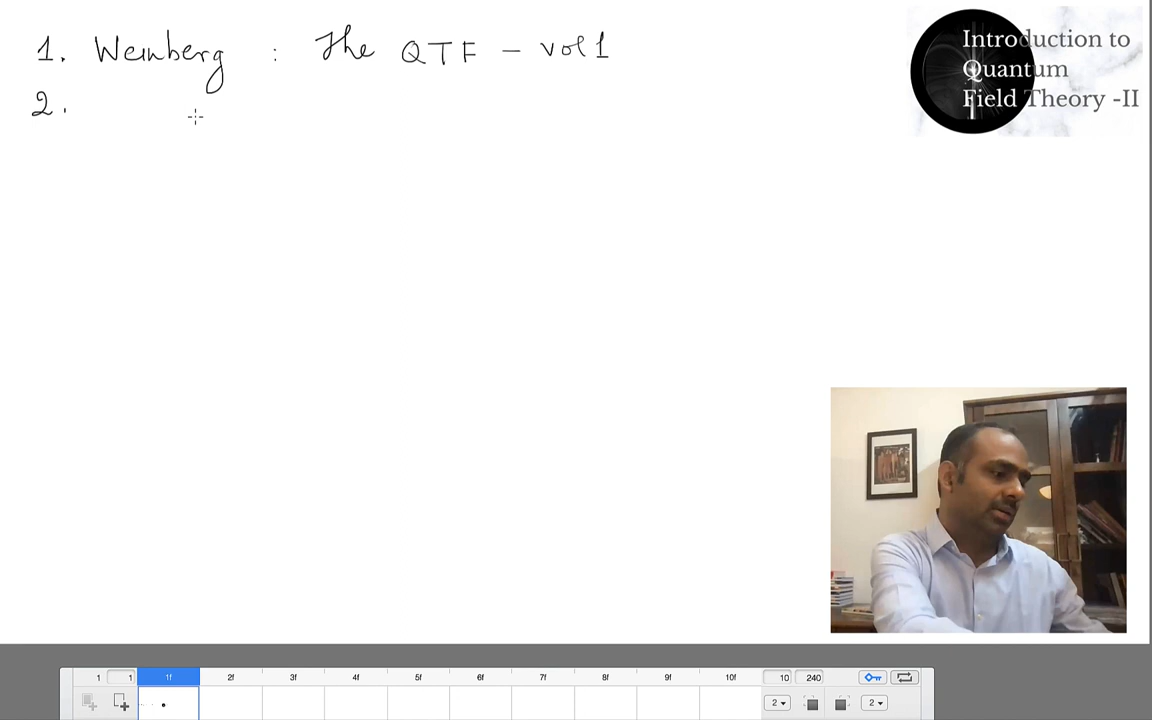 1. Weinberg : The QTF - vol 1
2.
Introduction to
Quantum
Field Theory -II
1 1 1f 2f 3f 4f 5f 6f 7f 8f 9f 10f 10 240
2 2